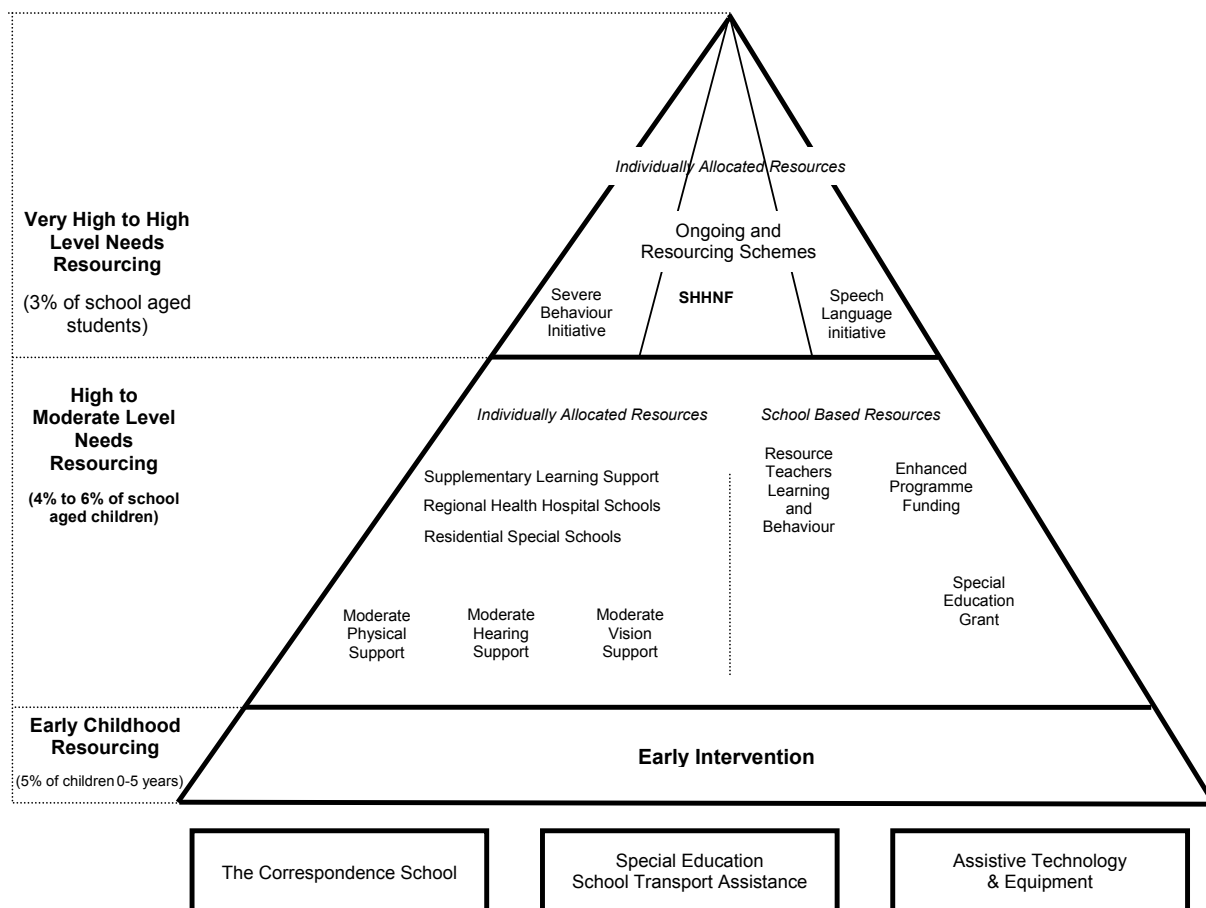 Individually Allocated Resources
Very High to High
Level Needs
Resourcing
(3% of school aged
students)
Ongoing and
Resourcing Schemes
Severe
Behaviour
Initiative
SHHNF
Speech
Language
initiative
High to
Moderate Level
Needs
Resourcing
(4% to 6% of school
aged children)
Individually Allocated Resources
School Based Resources
Supplementary Learning Support
Regional Health Hospital Schools
Residential Special Schools
Resource
Teachers
Learning
and
Behaviour
Enhanced
Programme
Funding
Moderate
Physical
Support
Moderate
Hearing
Support
Moderate
Vision
Support
Special
Education
Grant
Early Childhood
Resourcing
(5% of children 0-5 years)
Early Intervention
The Correspondence School
Special Education
School Transport Assistance
Assistive Technology
& Equipment